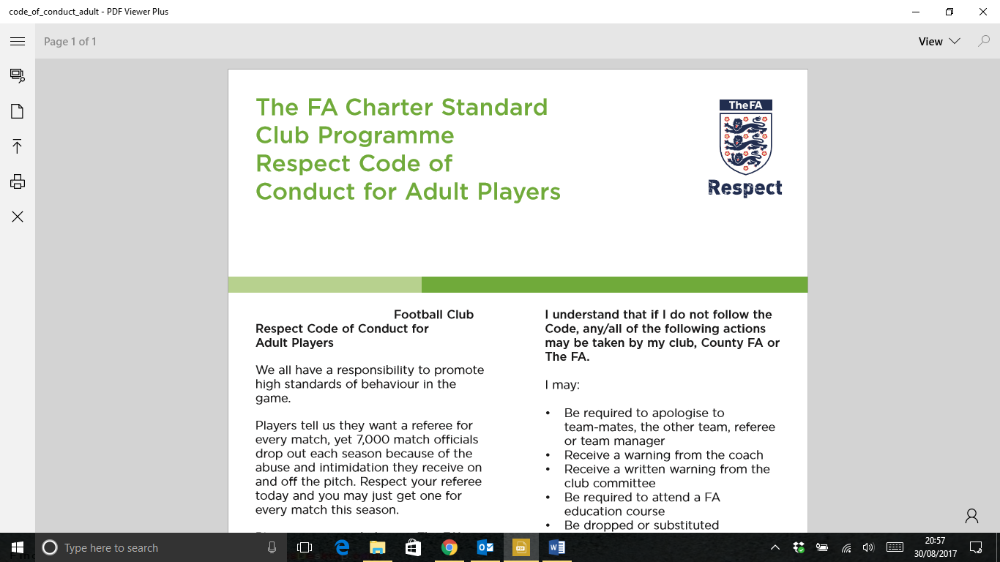 code_of_conduct_adult - PDF Viewer Plus
Page 1 of 1
View
The FA Charter Standard
Club Programme
Respect Code of
Conduct for Adult Players
The FA
Respect
Football Club
Respect Code of Conduct for
Adult Players
We all have a responsibility to promote
high standards of behaviour in the
game.
Players tell us they want a referee for
every match, yet 7,000 match officials
drop out each season because of the
abuse and intimidation they receive on
and off the pitch. Respect your referee
today and you may just get one for
every match this season.
I understand that if I do not follow the
Code, any/all of the following actions
may be taken by my club, County FA or
The FA.
I may:
• Be required to apologise to
team-mates, the other team, referee
or team manager
• Receive a warning from the coach
• Receive a written warning from the
club committee
• Be required to attend a FA
education course
• Be dropped or substituted
Type here to search
20:57
30/08/2017